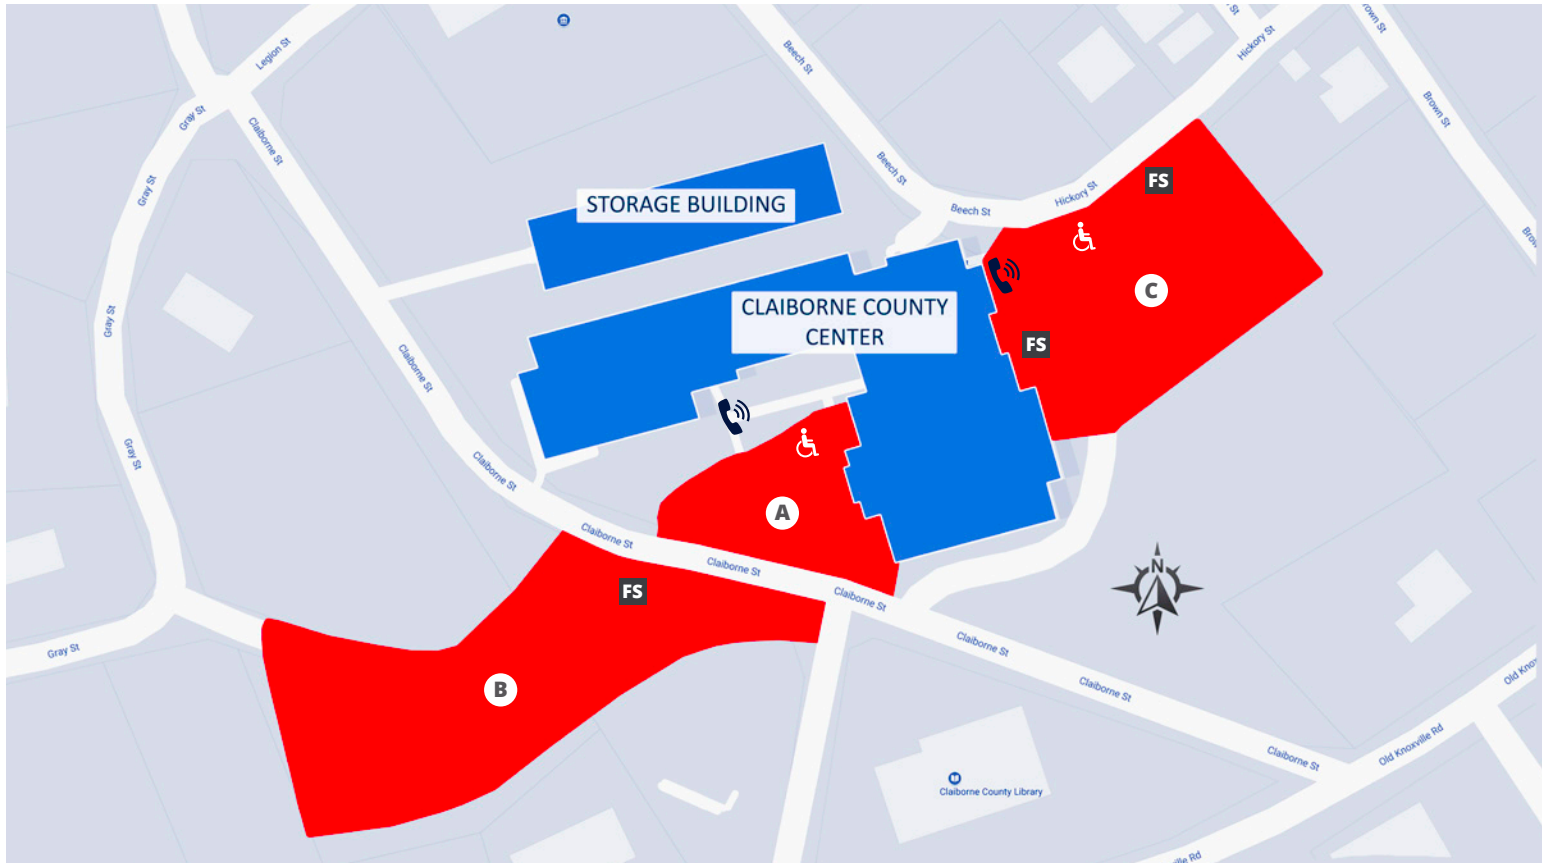 Legion St
Beech St
Hickory St
Brown St
Gray St
Claiborne St
Brown St
Beech St
Gray St
FS
Hickory St
STORAGE BUILDING
Beech St
C
CLAIBORNE COUNTY
CENTER
Gray St
FS
Claiborne St
Gray St
Claiborne St
A
Claiborne St
Claiborne St
N
FS
Claiborne St
Gray St
Claiborne St
B
Claiborne St
Old Knoxville Rd
Claiborne St
Claiborne County Library